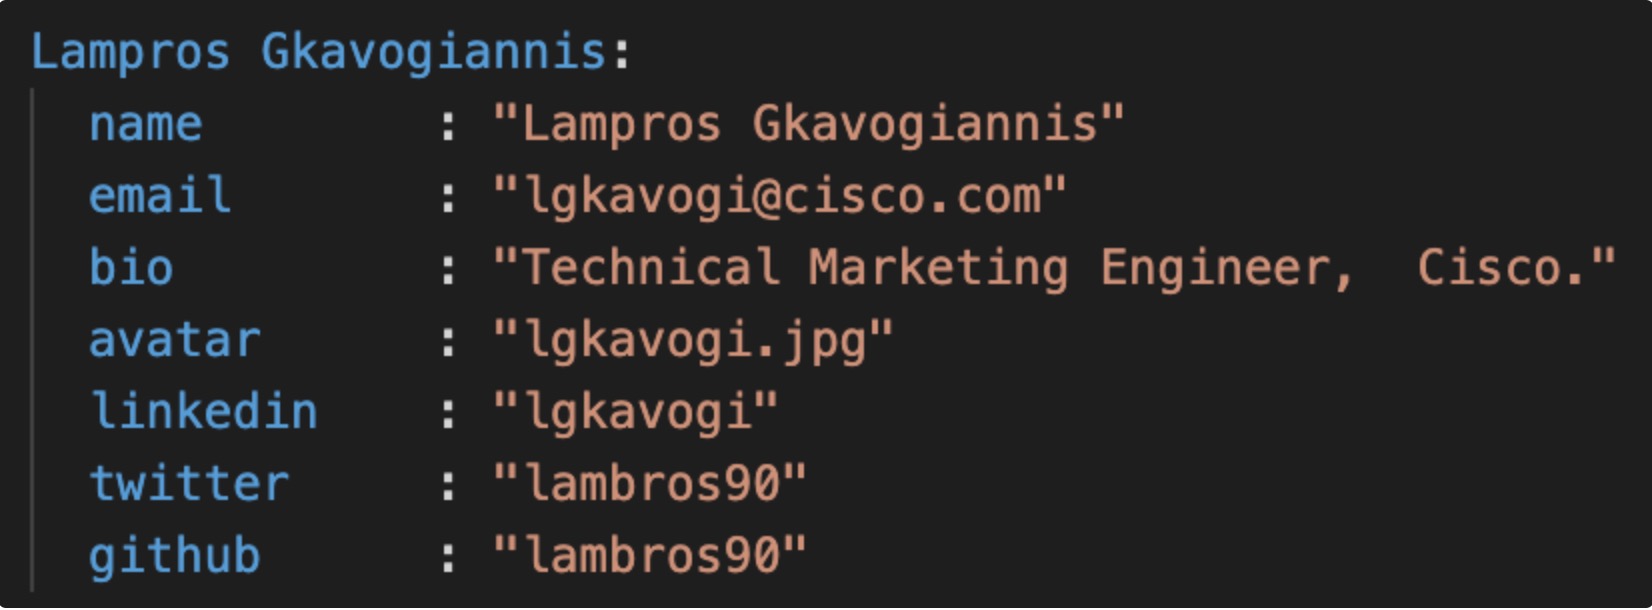 Lampros Gkavogiannis:
  name        : "Lampros Gkavogiannis"
  email       : "lgkavogi@cisco.com"
  bio         : "Technical Marketing Engineer,  Cisco."
  avatar      : "lgkavogi.jpg"
  linkedin    : "lgkavogi"
  twitter     : "lambros90"
  github      : "lambros90"